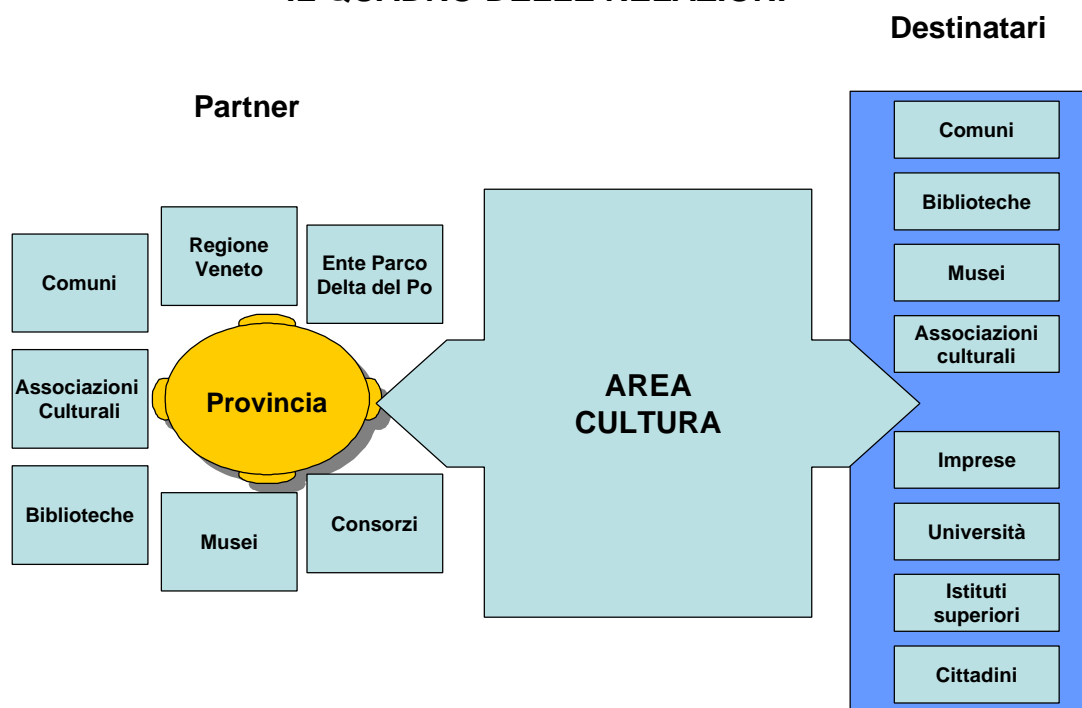 Destinatari
Partner
Comuni
Regione
Veneto
Ente Parco
Delta del Po
Associazioni
Culturali
Provincia
Biblioteche
Musei
Consorzi
AREA
CULTURA
Comuni
Biblioteche
Musei
Associazioni
culturali
Imprese
Università
Istituti
superiori
Cittadini